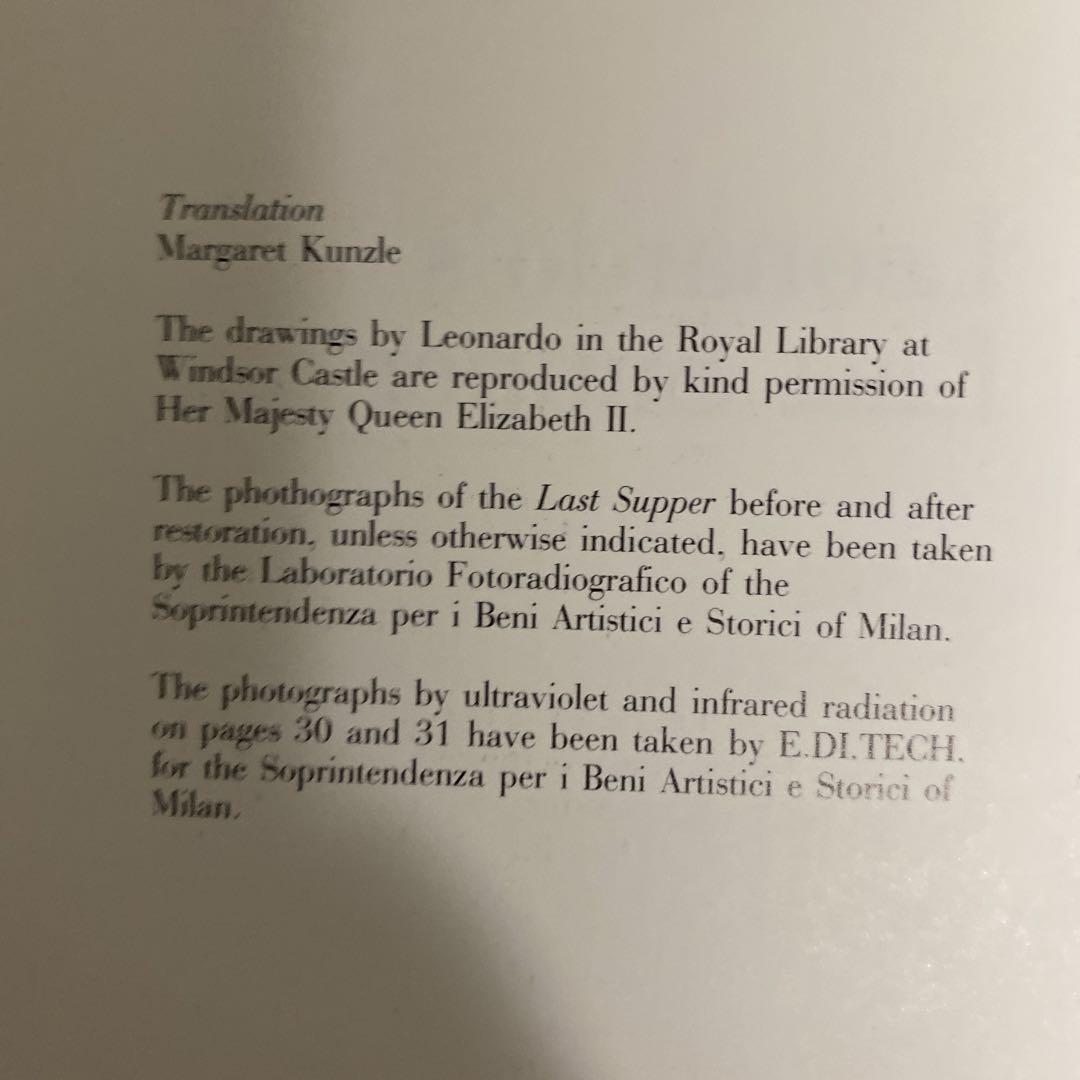 Translation
Margaret Kunzle
The drawings by Leonardo in the Royal Library at
Windsor Castle are reproduced by kind permission of
Her Majesty Queen Elizabeth II.
The phothographs of the Last Supper before and after
restoration, unless otherwise indicated, have been taken
by the Laboratorio Fotoradiografico of the
Soprintendenza per i Beni Artistici e Storici of Milan.
The photographs by ultraviolet and infrared radiation
on pages 30 and 31 have been taken by E.DI.TECH.
for the Soprintendenza per i Beni Artistici e Storici of
Milan.